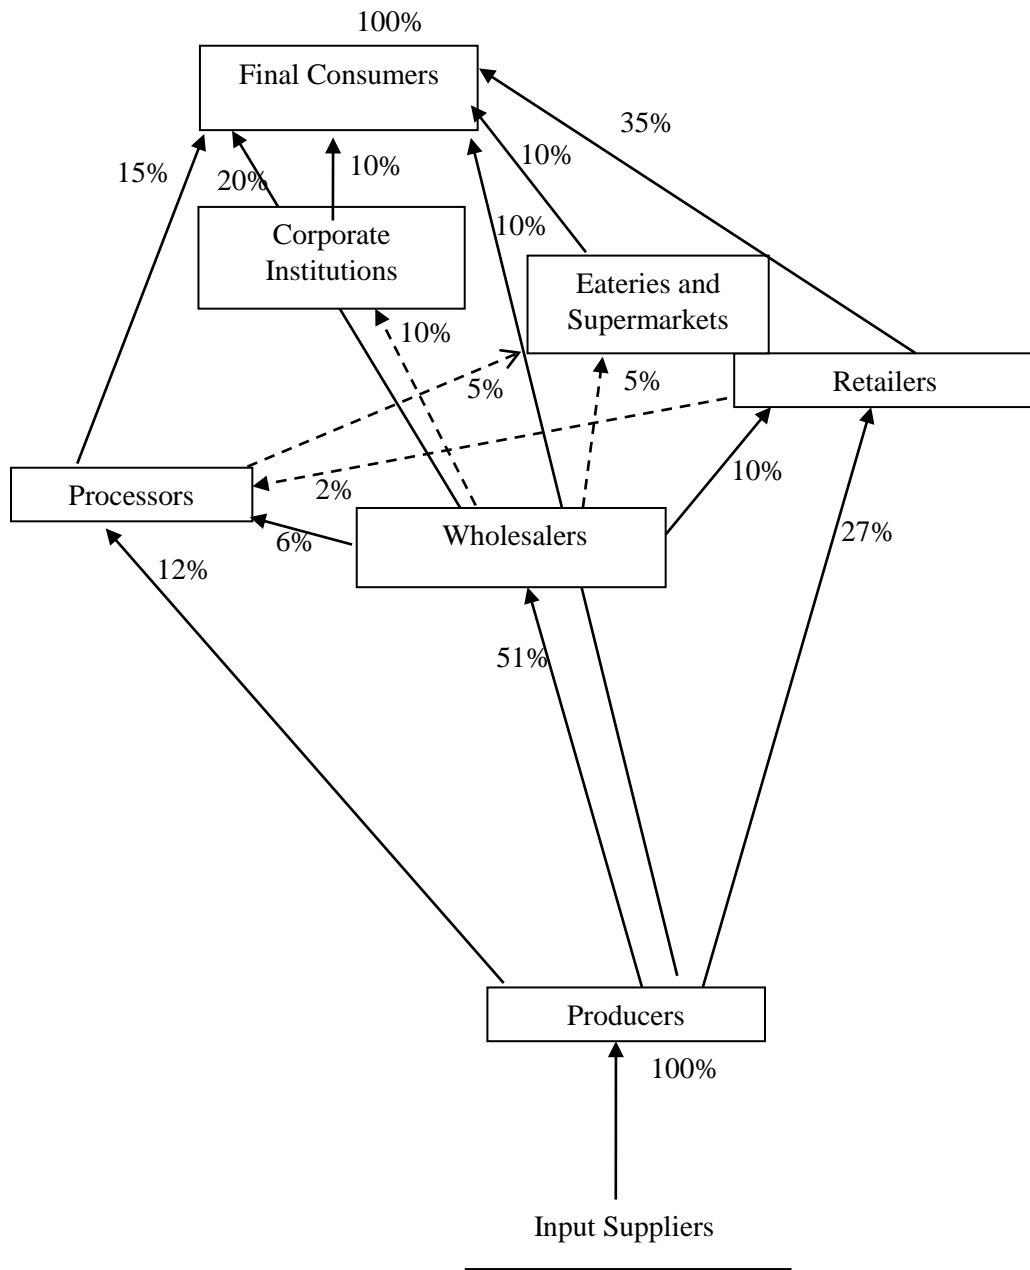 100%
Final Consumers
35%
10%
10%
15%
20%
10%
Corporate
Institutions
Eateries and
Supermarkets
10%
5%
5%
Retailers
10%
2%
Processors
Wholesalers
6%
27%
12%
51%
Producers
100%
Input Suppliers